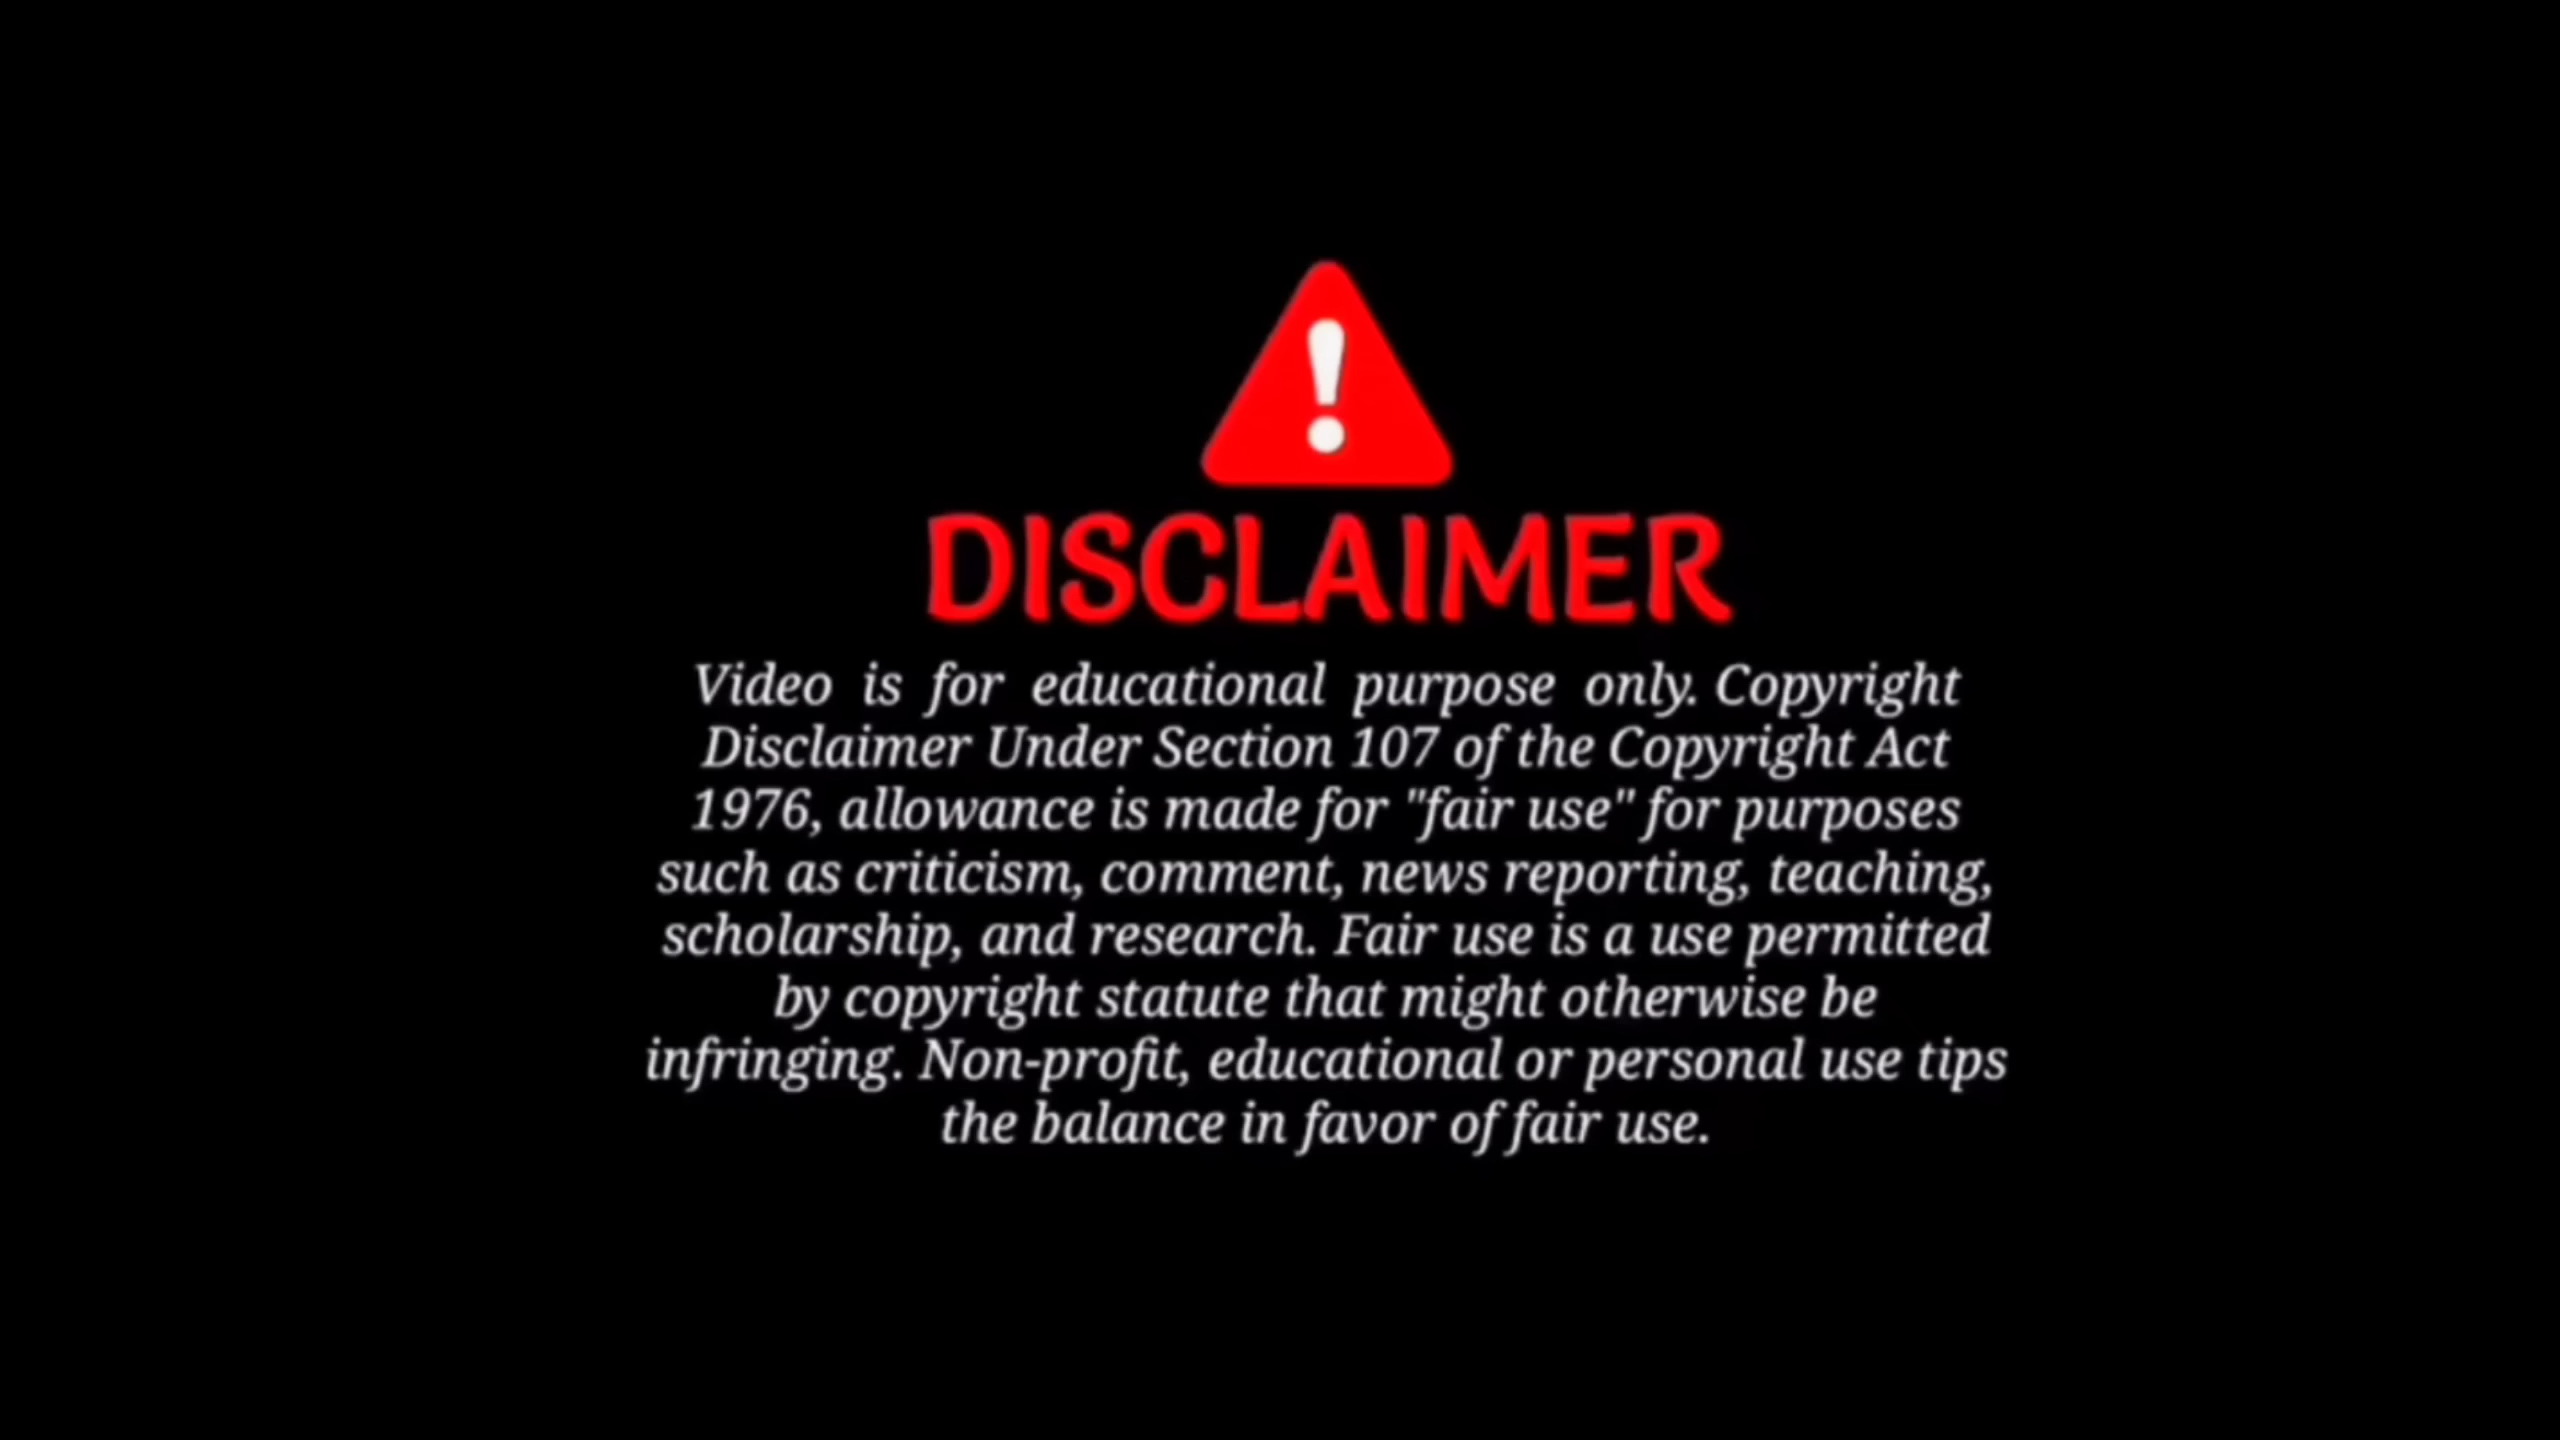 !
DISCLAIMER
Video is for educational purpose only. Copyright
Disclaimer Under Section 107 of the Copyright Act
1976, allowance is made for "fair use" for purposes
such as criticism, comment, news reporting, teaching,
scholarship, and research. Fair use is a use permitted
by copyright statute that might otherwise be
infringing. Non-profit, educational or personal use tips
the balance in favor of fair use.